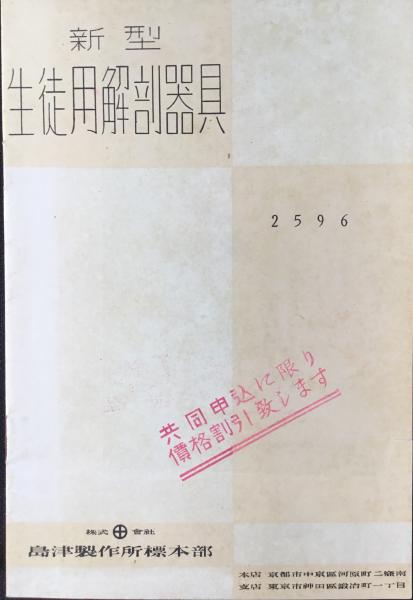 新型
生徒用解剖器具
2596
共同申込に限り
價格割引致します
株式 會社
島津製作所標本部
本店 京都市中京區河原町二條南
支店 東京市神田區鍛冶町一丁目